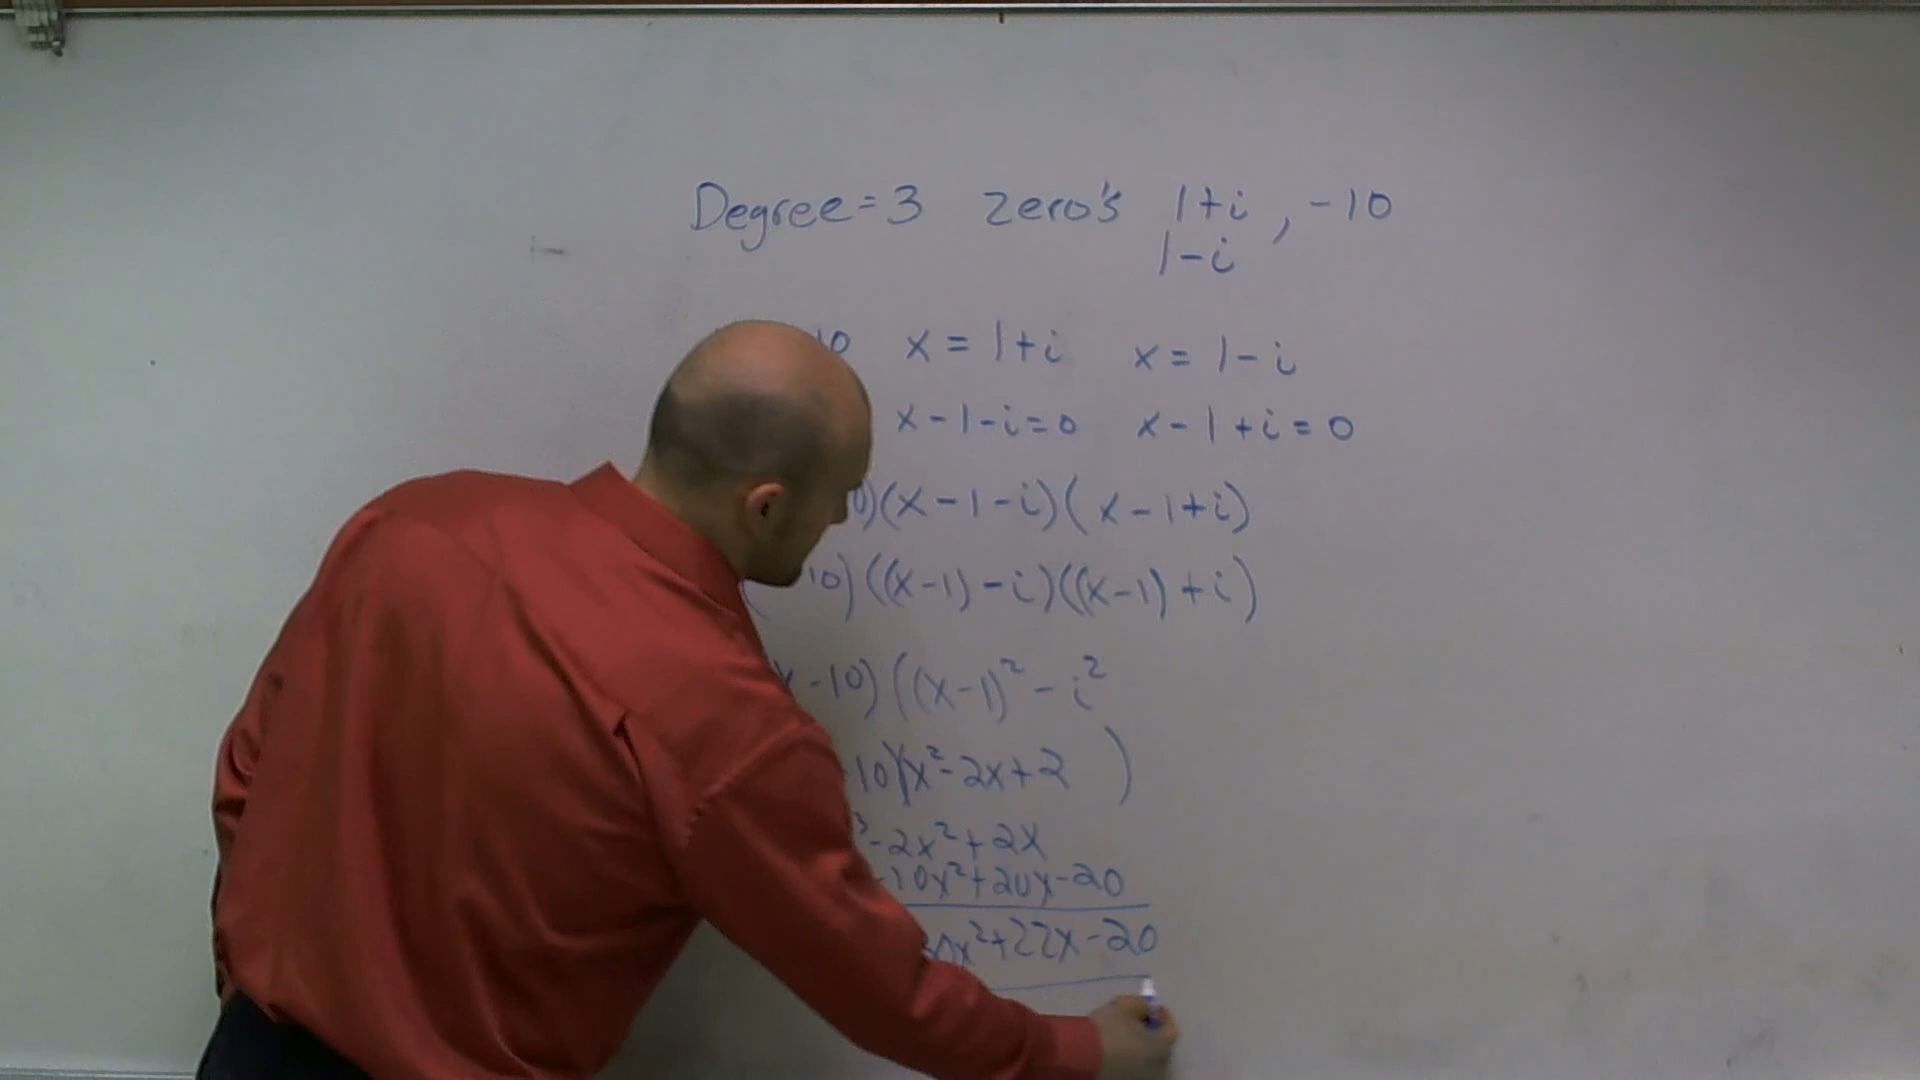 Degree=3 zero's 1+i , -10
1-i
10 x = 1+i x = 1-i
x-1-i=0 x-1+i=0
0)(x-1-i)(x-1+i)
(10)((x-1)-i)((x-1)+i)
x-10)((x-1)²-i²
-10)(x²-2x+2 )
³-2x²+2x
-10x²+20x-20
0x²+22x-20